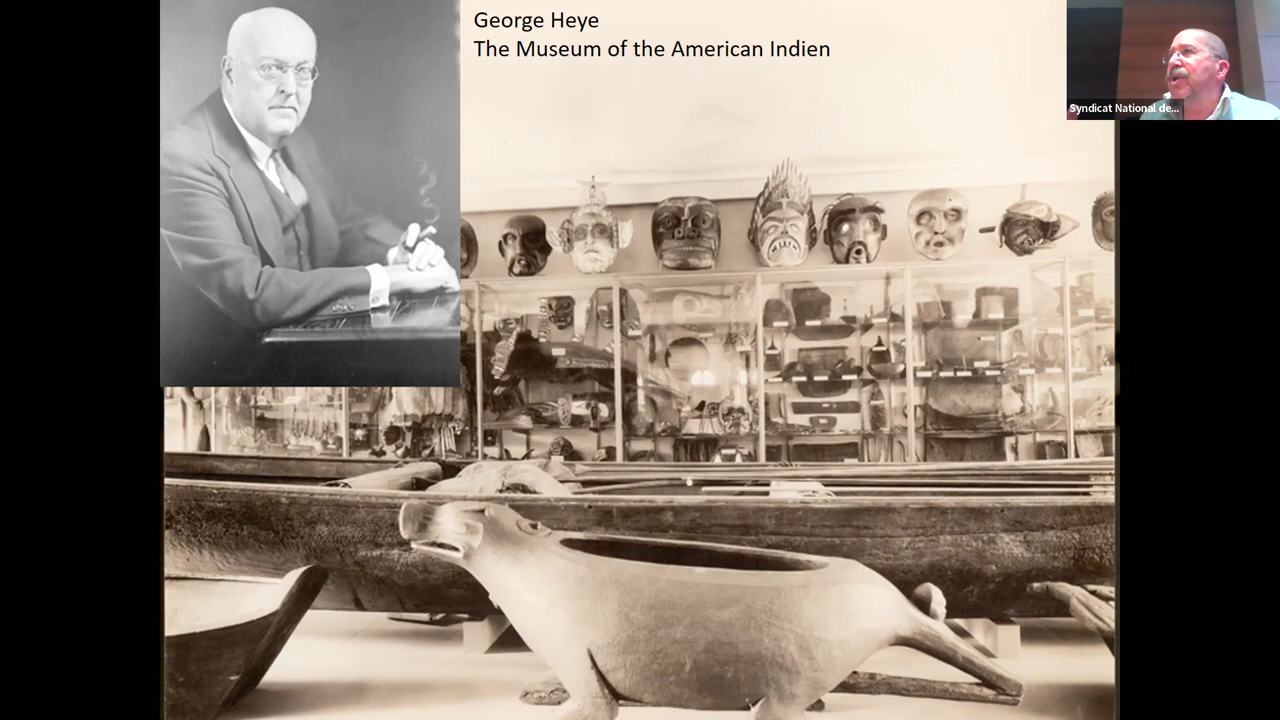 George Heye
The Museum of the American Indien
Syndicat National de...